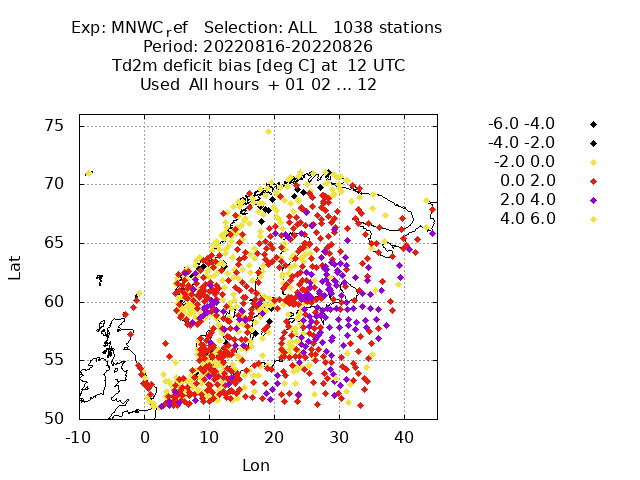 Exp: MNWC_ref   Selection: ALL   1038 stations
Period: 20220816-20220826
Td2m deficit bias [deg C] at  12 UTC
Used  All hours  + 01 02 ... 12
-6.0 -4.0
-4.0 -2.0
-2.0 0.0
0.0 2.0
2.0 4.0
4.0 6.0
75
70
65
60
55
50
Lat
-10 0 10 20 30 40
Lon